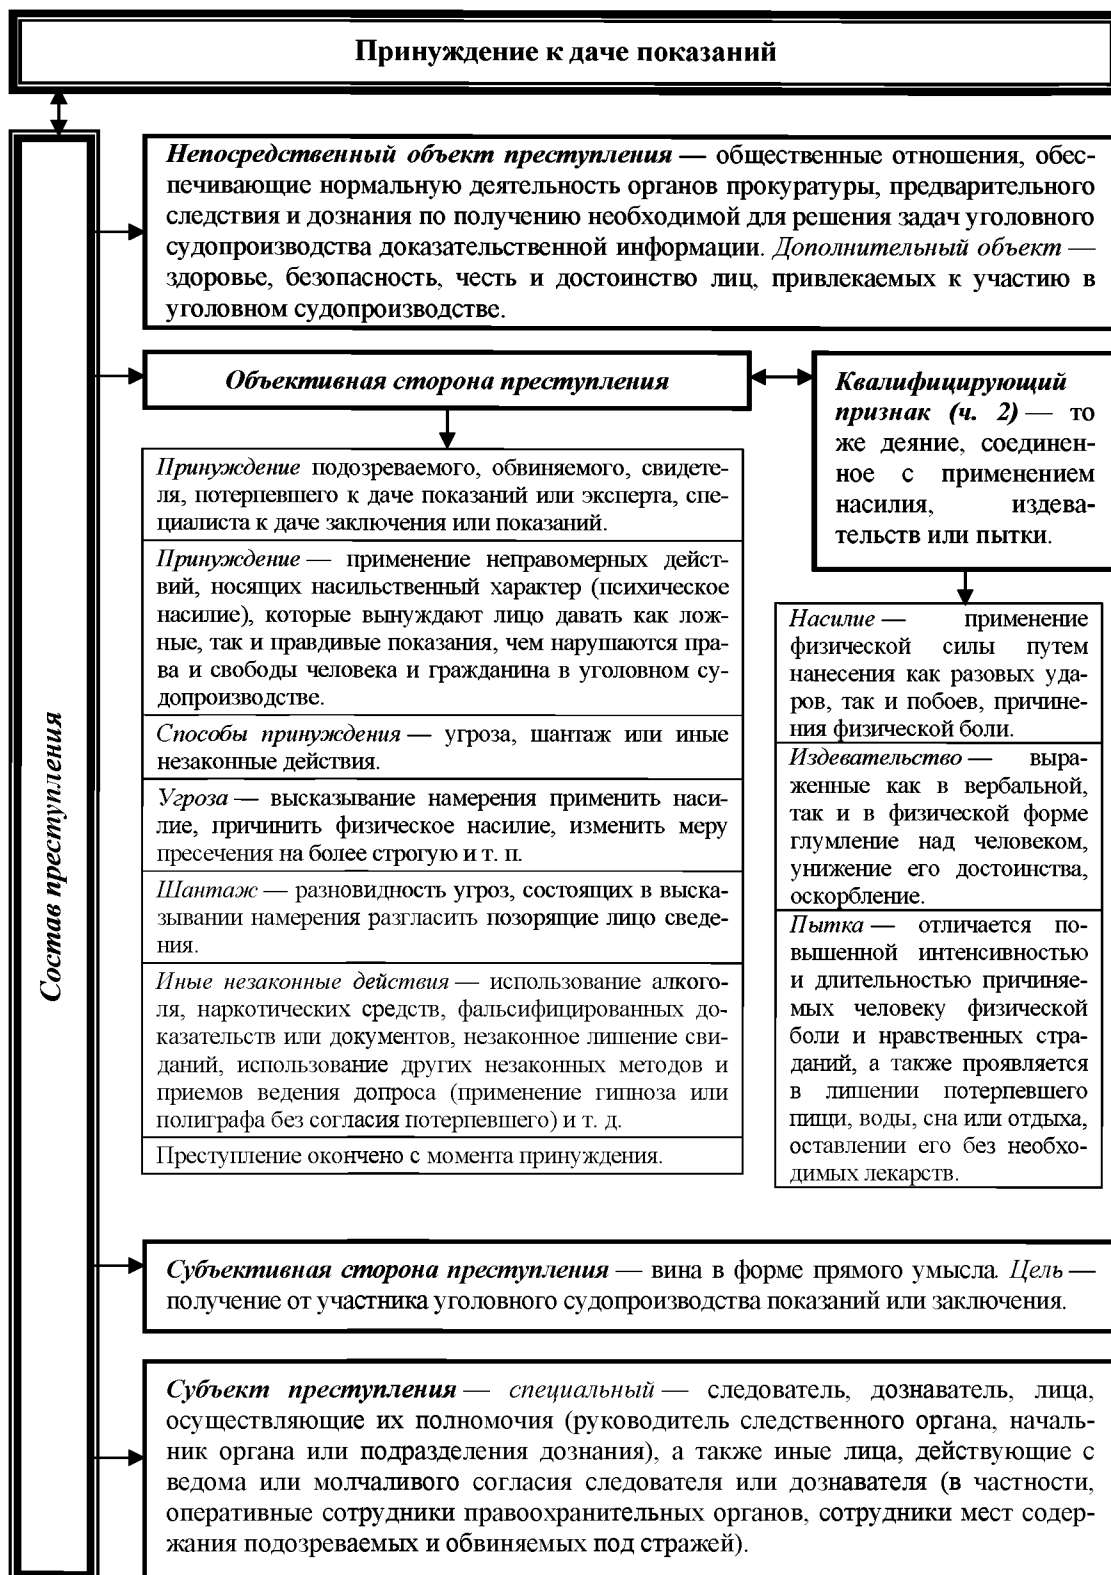 Принуждение к даче показаний
Состав преступления
Непосредственный объект преступления — общественные отношения, обес-
печивающие нормальную деятельность органов прокуратуры, предварительного
следствия и дознания по получению необходимой для решения задач уголовного
судопроизводства доказательственной информации. Дополнительный объект —
здоровье, безопасность, честь и достоинство лиц, привлекаемых к участию в
уголовном судопроизводстве.
Объективная сторона преступления
Принуждение подозреваемого, обвиняемого, свидете-
ля, потерпевшего к даче показаний или эксперта, спе-
циалиста к даче заключения или показаний.
Принуждение — применение неправомерных дейст-
вий, носящих насильственный характер (психическое
насилие), которые вынуждают лицо давать как лож-
ные, так и правдивые показания, чем нарушаются пра-
ва и свободы человека и гражданина в уголовном су-
допроизводстве.
Способы принуждения — угроза, шантаж или иные
незаконные действия.
Угроза — высказывание намерения применить наси-
лие, причинить физическое насилие, изменить меру
пресечения на более строгую и т. п.
Шантаж — разновидность угроз, состоящих в выска-
зывании намерения разгласить позорящие лицо сведе-
ния.
Иные незаконные действия — использование алкого-
ля, наркотических средств, фальсифицированных до-
казательств или документов, незаконное лишение сви-
даний, использование других незаконных методов и
приемов ведения допроса (применение гипноза или
полиграфа без согласия потерпевшего) и т. д.
Преступление окончено с момента принуждения.
Квалифицирующий
признак (ч. 2) — то
же деяние, соединен-
ное с применением
насилия, издева-
тельств или пытки.
Насилие — применение
физической силы путем
нанесения как разовых уда-
ров, так и побоев, причине-
ния физической боли.
Издевательство — выра-
женные как в вербальной,
так и в физической форме
глумление над человеком,
унижение его достоинства,
оскорбление.
Пытка — отличается по-
вышенной интенсивностью
и длительностью причиняе-
мых человеку физической
боли и нравственных стра-
даний, а также проявляется
в лишении потерпевшего
пищи, воды, сна или отдыха,
оставлении его без необхо-
димых лекарств.
Субъективная сторона преступления — вина в форме прямого умысла. Цель —
получение от участника уголовного судопроизводства показаний или заключения.
Субъект преступления — специальный — следователь, дознаватель, лица,
осуществляющие их полномочия (руководитель следственного органа, началь-
ник органа или подразделения дознания), а также иные лица, действующие с
ведома или молчаливого согласия следователя или дознавателя (в частности,
оперативные сотрудники правоохранительных органов, сотрудники мест содер-
жания подозреваемых и обвиняемых под стражей).